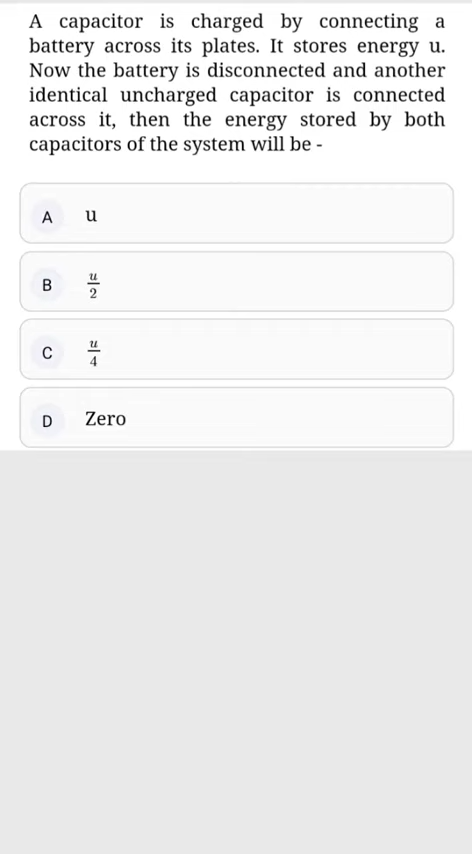 A capacitor is charged by connecting a
battery across its plates. It stores energy u.
Now the battery is disconnected and another
identical uncharged capacitor is connected
across it, then the energy stored by both
capacitors of the system will be -
A u
B u/2
C u/4
D Zero